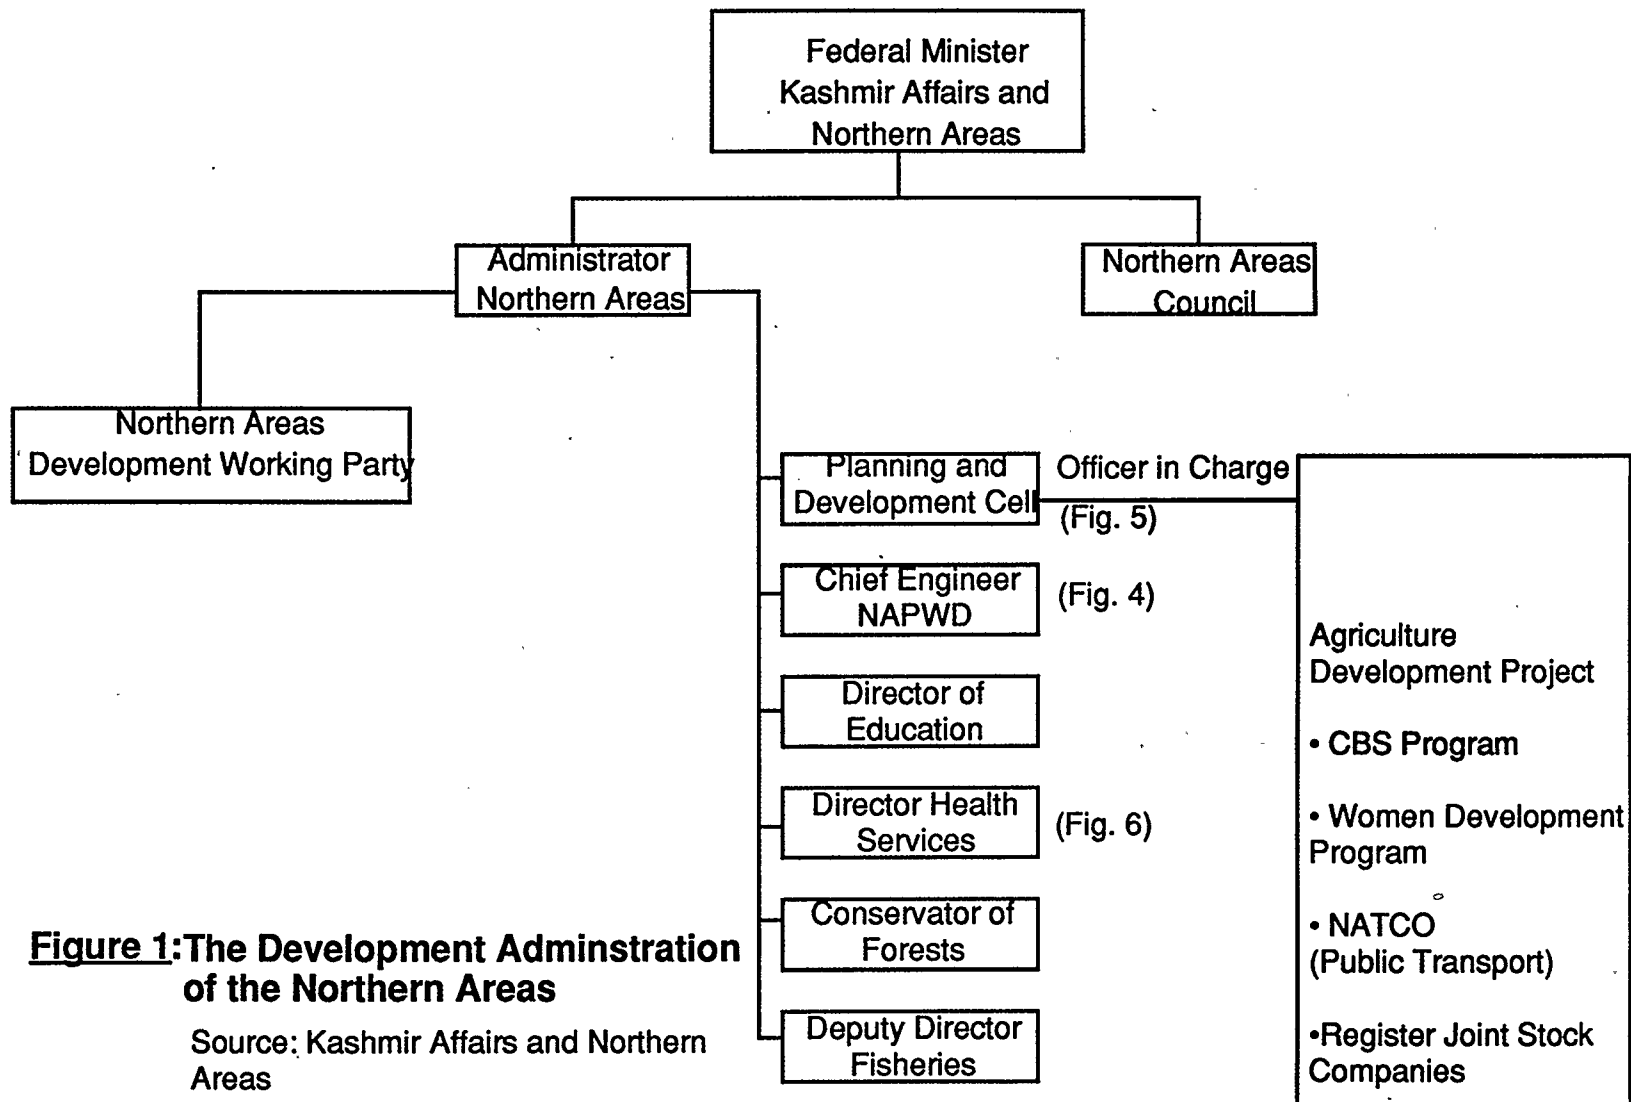 Federal Minister
Kashmir Affairs and
Northern Areas
Administrator
Northern Areas
Northern Areas
Council
Northern Areas
Development Working Party
Planning and
Development Cell
Officer in Charge
(Fig. 5)
Chief Engineer
NAPWD
(Fig. 4)
Director of
Education
Director Health
Services
(Fig. 6)
Conservator of
Forests
Deputy Director
Fisheries
Agriculture
Development Project
• CBS Program
• Women Development
Program
• NATCO
(Public Transport)
•Register Joint Stock
Companies
Figure 1:The Development Adminstration
of the Northern Areas
Source: Kashmir Affairs and Northern
Areas